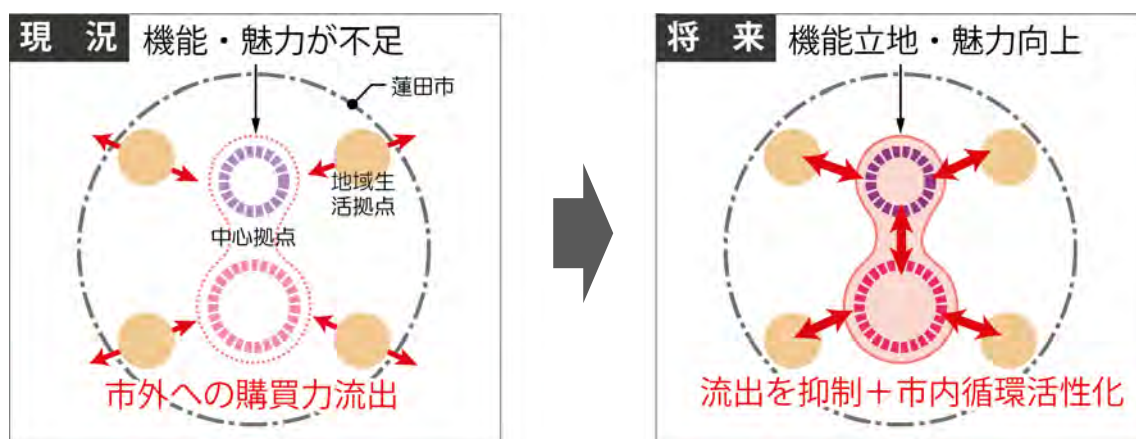 現 況
機能・魅力が不足
蓮田市
地域生
活拠点
中心拠点
市外への購買力流出
将 来
機能立地・魅力向上
流出を抑制＋市内循環活性化